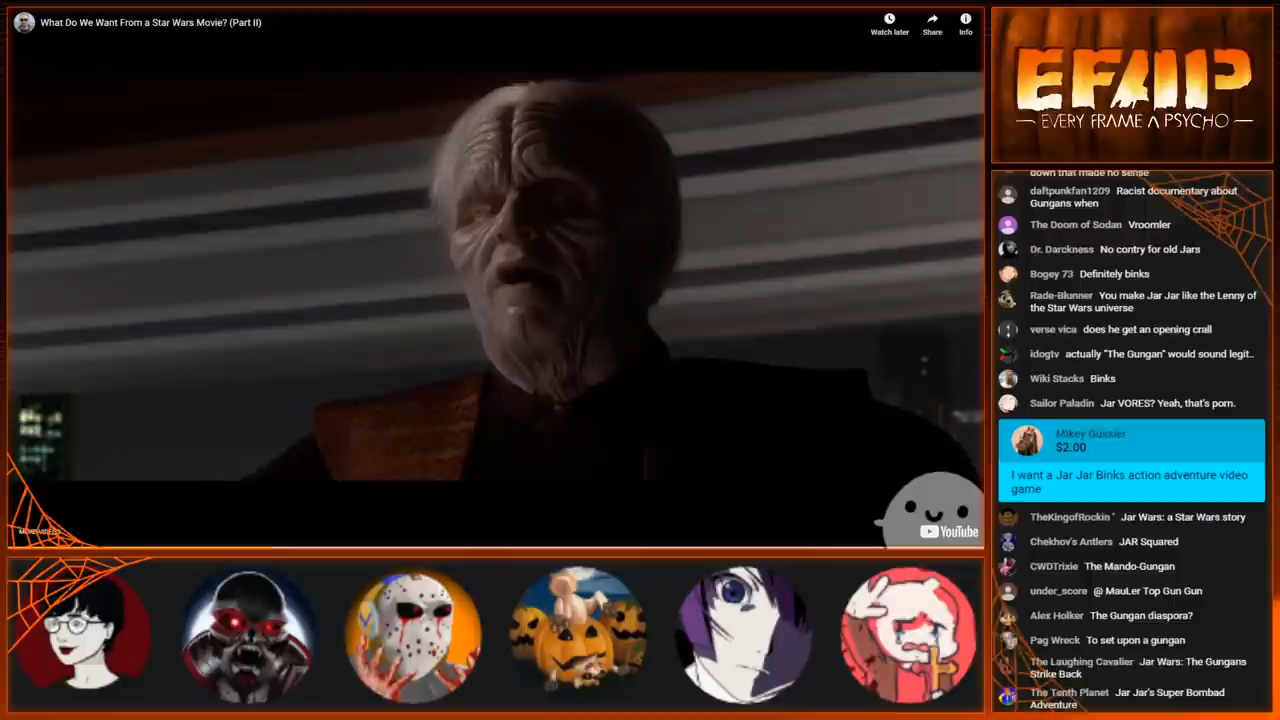 What Do We Want From a Star Wars Movie? (Part II)
Watch later
Share
Info
YouTube
EFAP
EVERY FRAME A PSYCHO
down that made no sense
daftpunkfan1209 Racist documentary about
Gungans when
The Doom of Sodan Vroomler
Dr. Darckness No contry for old Jars
Bogey 73 Definitely binks
Rade-Blunner You make Jar Jar like the Lenny of
the Star Wars universe
verse vica does he get an opening crall
idogtv actually "The Gungan" would sound legit..
Wiki Stacks Binks
Sailor Paladin Jar VORES? Yeah, that's porn.
Mikey Gussler
$2.00
I want a Jar Jar Binks action adventure video
game
TheKingofRockin ' Jar Wars: a Star Wars story
Chekhov's Antlers JAR Squared
CWDTrixie The Mando-Gungan
under_score @ MauLer Top Gun Gun
Alex Holker The Gungan diaspora?
Pag Wreck To set upon a gungan
The Laughing Cavalier Jar Wars: The Gungans
Strike Back
The Tenth Planet Jar Jar's Super Bombad
Adventure